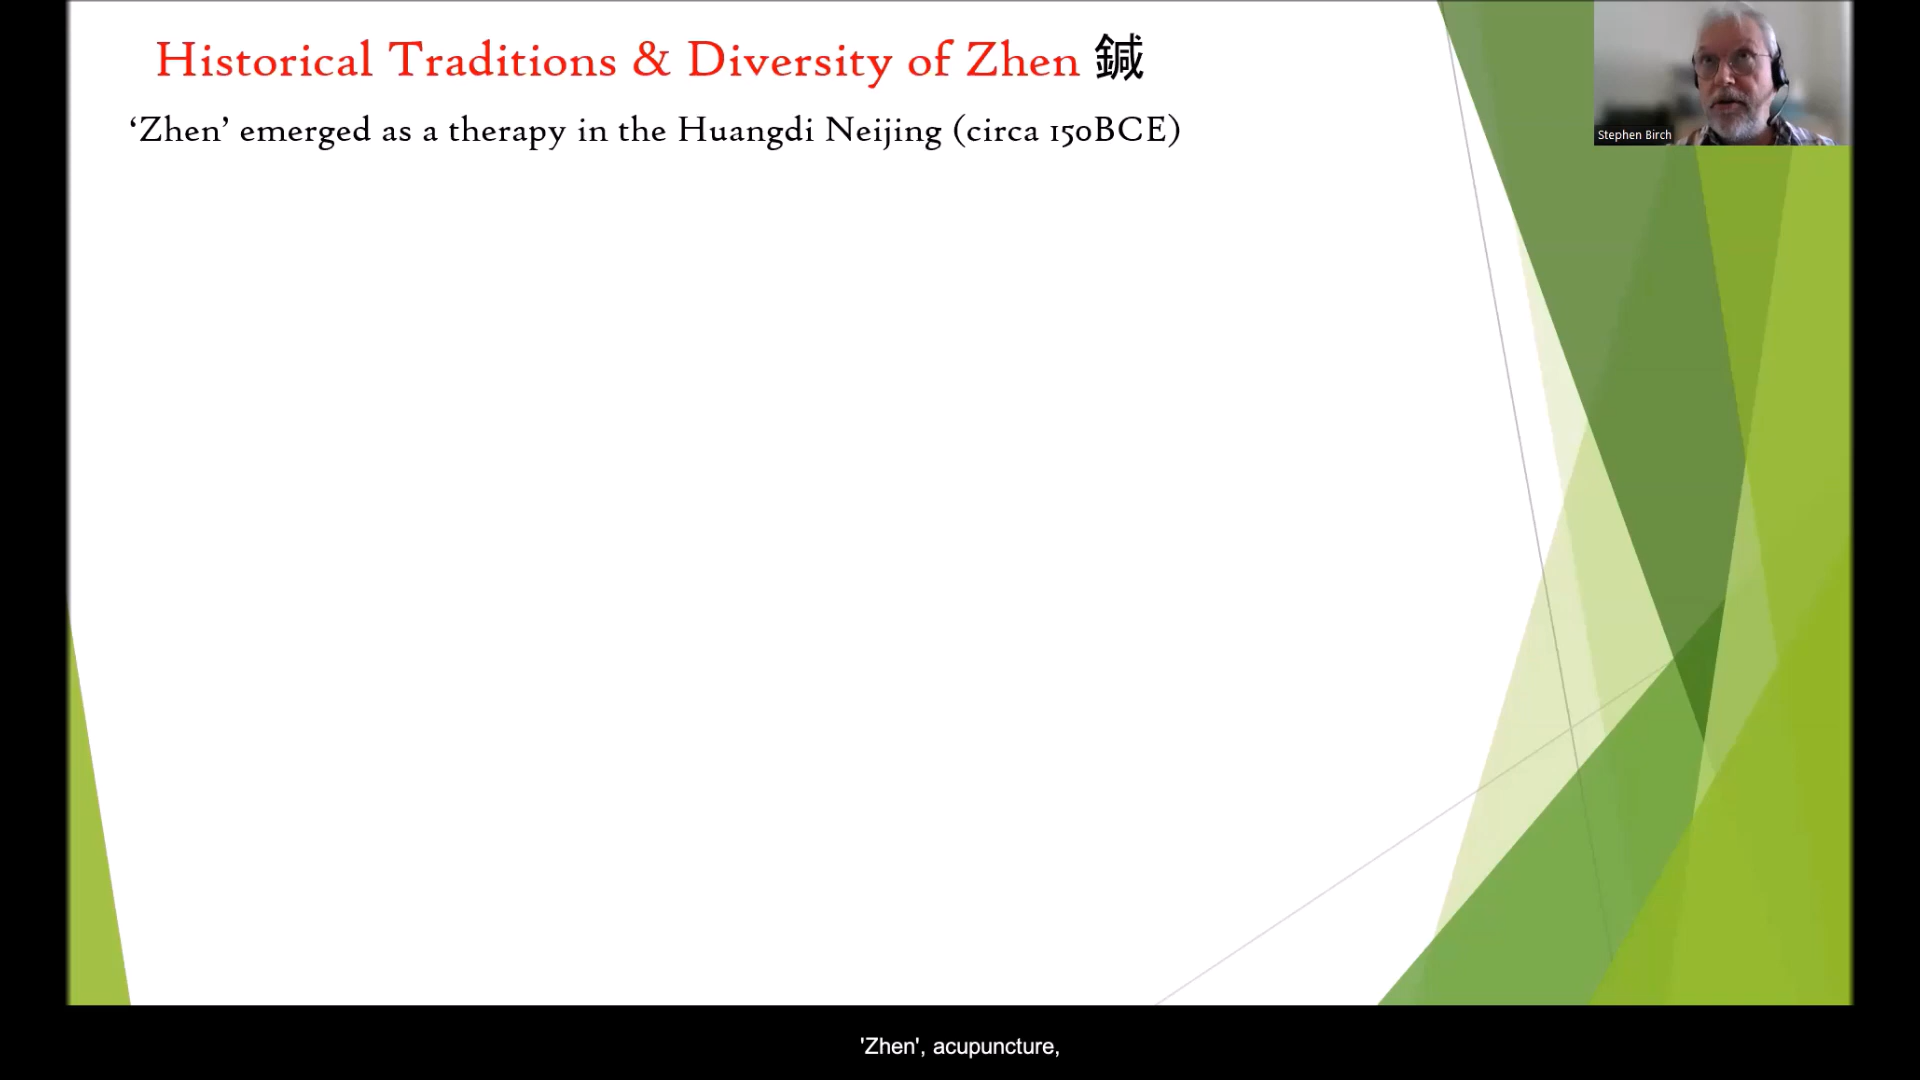 Historical Traditions & Diversity of Zhen 鍼
‘Zhen’ emerged as a therapy in the Huangdi Neijing (circa 150BCE)
Stephen Birch
'Zhen', acupuncture,